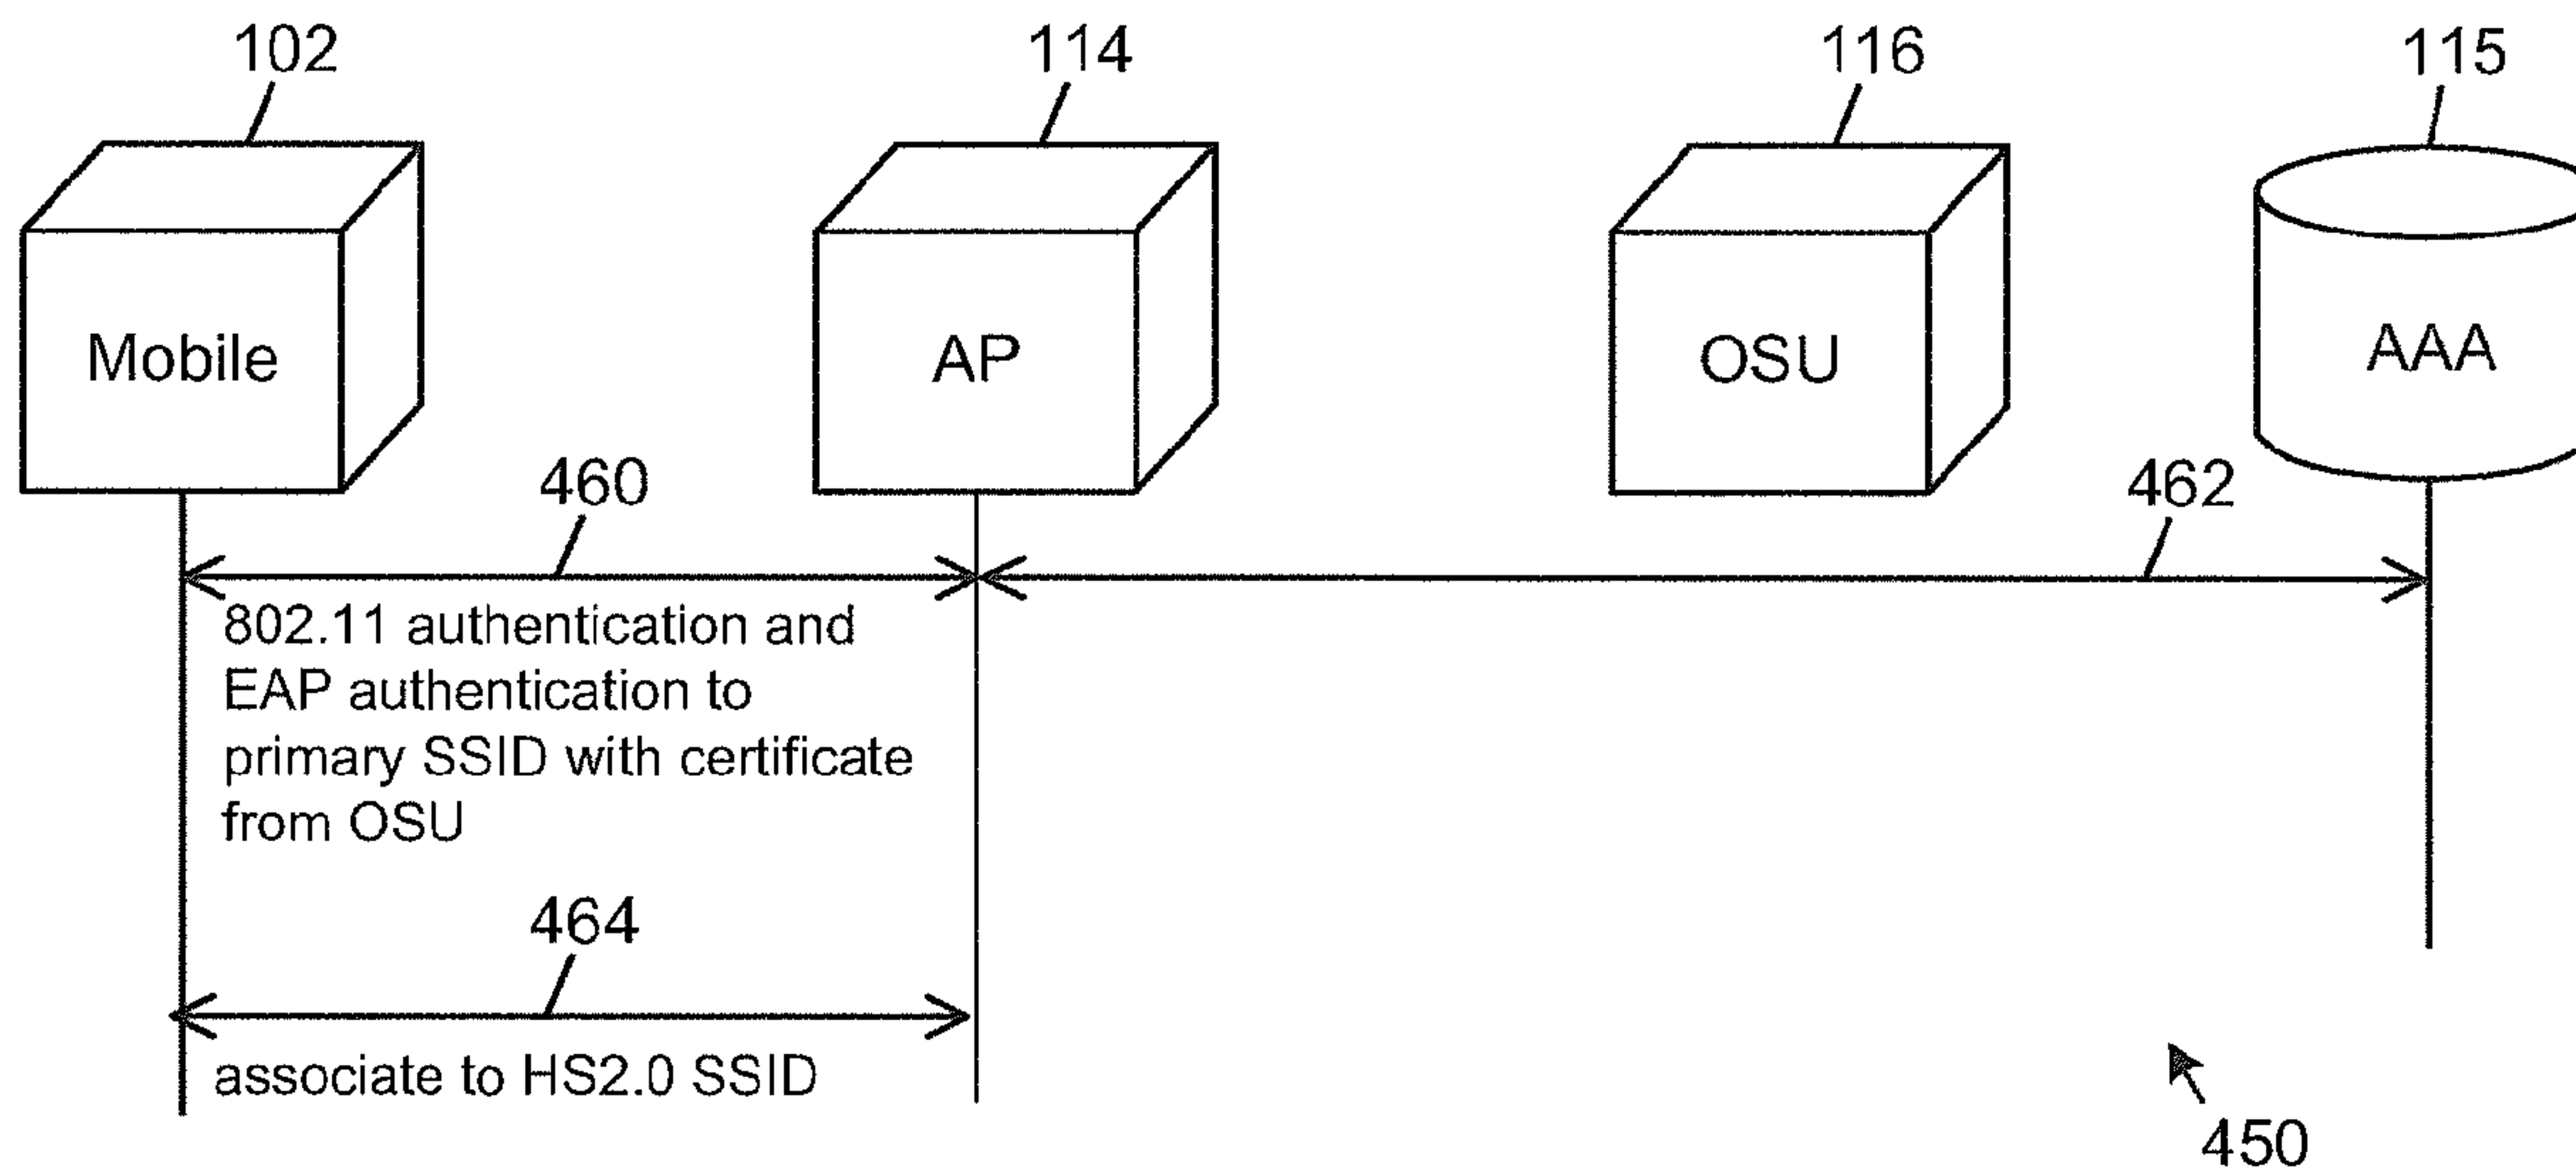 102
114
116
115
Mobile
AP
OSU
AAA
460
462
802.11 authentication and
EAP authentication to
primary SSID with certificate
from OSU
464
associate to HS2.0 SSID
450